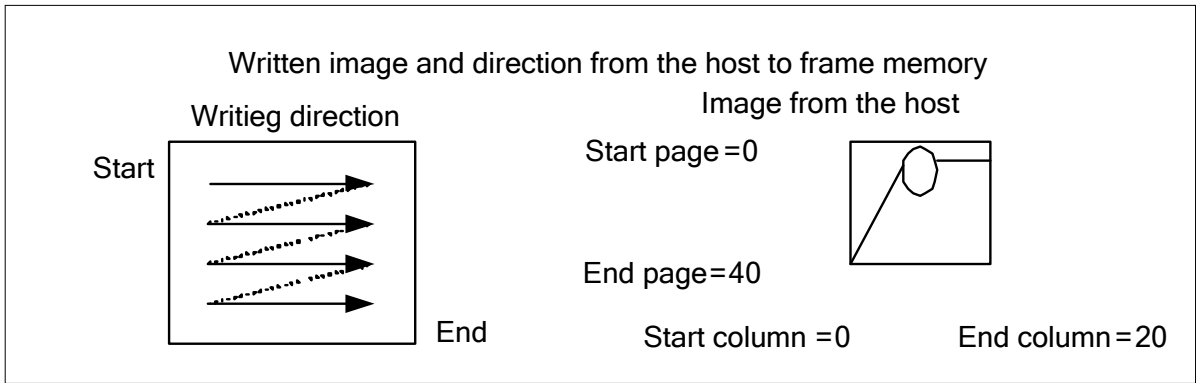 Written image and direction from the host to frame memory
Writieg direction
Image from the host
Start
Start page=0
End page=40
End
Start column =0
End column=20